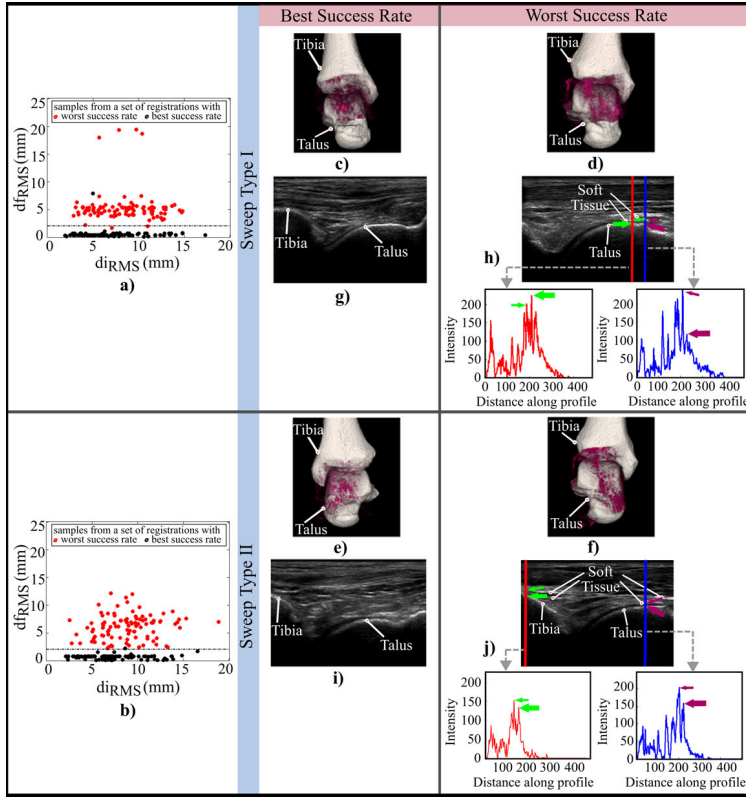 Best Success Rate
Worst Success Rate
Sweep Type I
samples from a set of registrations with
worst success rate
best success rate
dfRMS (mm)
25
20
15
10
5
0
0 5 10 15 20
diRMS (mm)
a)
Tibia
Talus
c)
Tibia
Talus
d)
Tibia
Talus
g)
Soft
Tissue
Talus
h)
Intensity
200
150
100
50
0
0 100 200 300 400
Distance along profile
Intensity
200
150
100
50
0
0 100 200 300 400
Distance along profile
Sweep Type II
samples from a set of registrations with
worst success rate
best success rate
dfRMS (mm)
25
20
15
10
5
0
0 5 10 15 20
diRMS (mm)
b)
Tibia
Talus
e)
Tibia
Talus
f)
Tibia
Talus
i)
Soft
Tissue
Tibia
Talus
j)
Intensity
200
150
100
50
0
100 200 300 400
Distance along profile
Intensity
200
150
100
50
0
100 200 300 400
Distance along profile